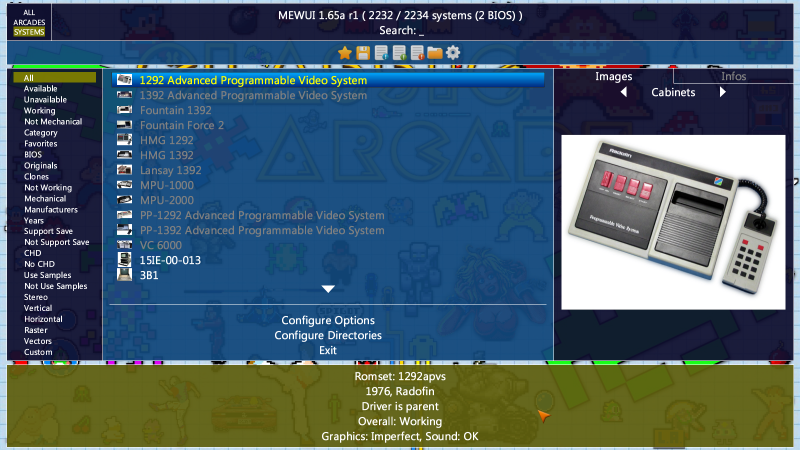 ALL
ARCADES
SYSTEMS
MEWUI 1.65a r1 ( 2232 / 2234 systems (2 BIOS) )
Search: _
All
Available
Unavailable
Working
Not Mechanical
Category
Favorites
BIOS
Originals
Clones
Not Working
Mechanical
Manufacturers
Years
Support Save
Not Support Save
CHD
No CHD
Use Samples
Not Use Samples
Stereo
Vertical
Horizontal
Raster
Vectors
Custom
1292 Advanced Programmable Video System
1392 Advanced Programmable Video System
Fountain 1392
Fountain Force 2
HMG 1292
HMG 1392
Lansay 1392
MPU-1000
MPU-2000
PP-1292 Advanced Programmable Video System
PP-1392 Advanced Programmable Video System
VC 6000
15IE-00-013
3B1
Configure Options
Configure Directories
Exit
Images
Infos
Cabinets
Radofin
Programmable Video System
Romset: 1292apvs
1976, Radofin
Driver is parent
Overall: Working
Graphics: Imperfect, Sound: OK